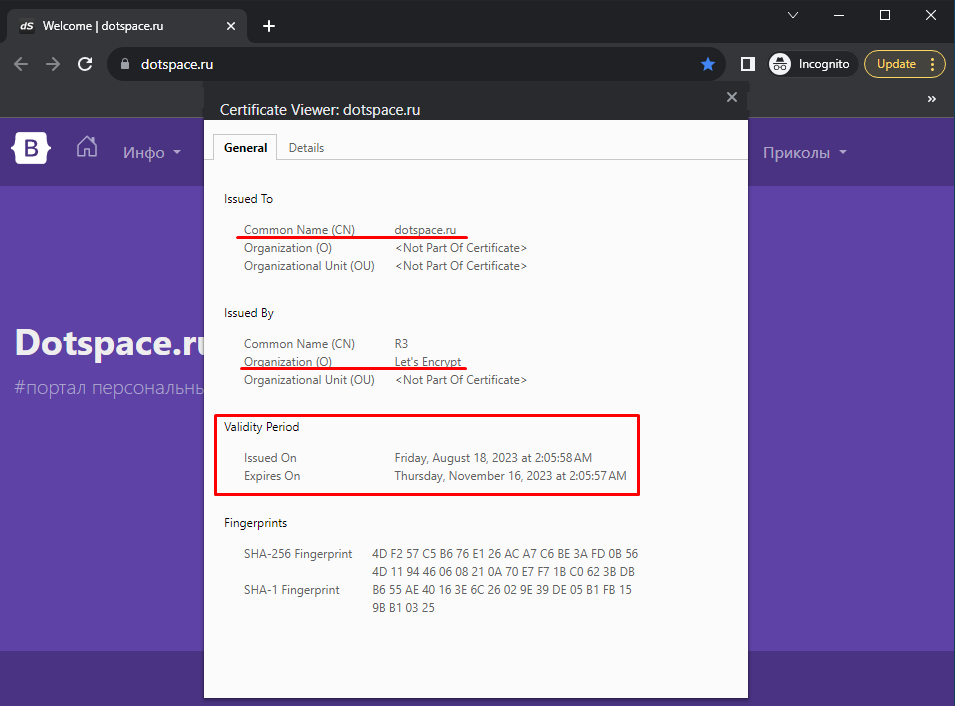 dS Welcome | dotspace.ru
dotspace.ru Incognito Update
Certificate Viewer: dotspace.ru
B Инфо Приколы
General Details
Issued To
Common Name (CN) dotspace.ru
Organization (O) <Not Part Of Certificate>
Organizational Unit (OU) <Not Part Of Certificate>
Issued By
Common Name (CN) R3
Organization (O) Let's Encrypt
Organizational Unit (OU) <Not Part Of Certificate>
Dotspace.ru
#портал персональны
Validity Period
Issued On Friday, August 18, 2023 at 2:05:58 AM
Expires On Thursday, November 16, 2023 at 2:05:57 AM
Fingerprints
SHA-256 Fingerprint 4D F2 57 C5 B6 76 E1 26 AC A7 C6 BE 3A FD 0B 56
4D 11 94 46 06 08 21 0A 70 E7 F7 1B C0 62 3B DB
SHA-1 Fingerprint B6 55 AE 40 16 3E 6C 26 02 9E 39 DE 05 B1 FB 15
9B B1 03 25